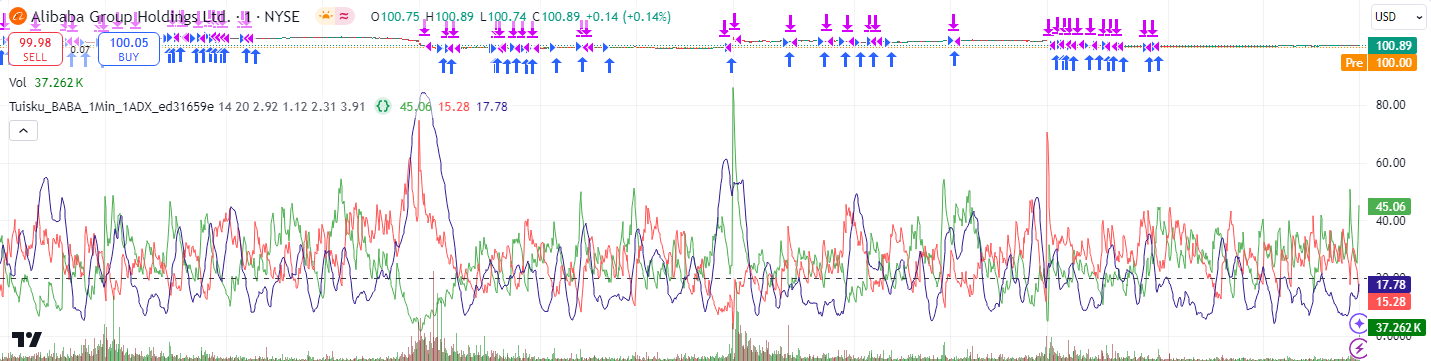 Alibaba Group Holdings Ltd. · 1 · NYSE O100.75 H100.89 L100.74 C100.89 +0.14 (+0.14%)
USD
99.98
SELL
0.07
100.05
BUY
100.89
Pre 100.00
Vol 37.262 K
Tuisku_BABA_1Min_1ADX_ed31659e 14 20 2.92 1.12 2.31 3.91 {} 45.06 15.28 17.78
80.00
60.00
45.06
40.00
20.00
17.78
15.28
37.262 K
0.0000